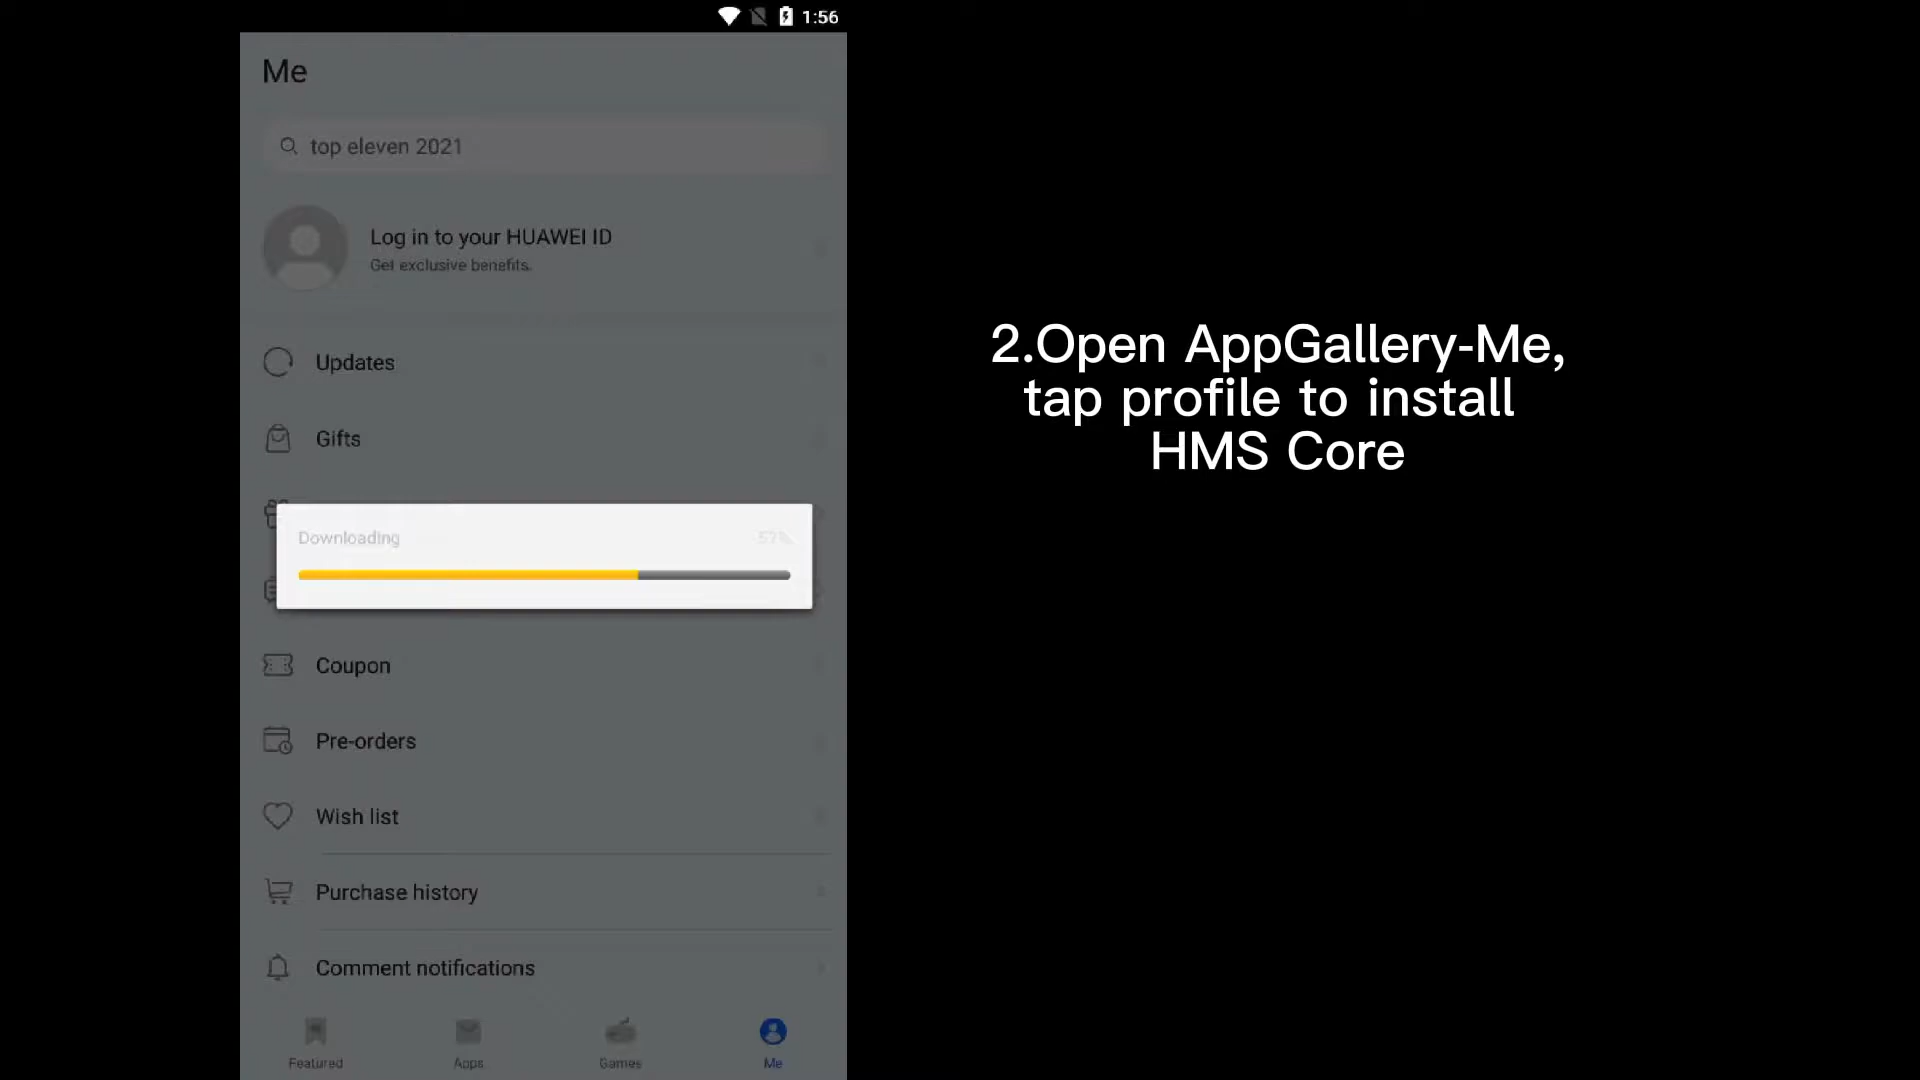 1:56
Me
top eleven 2021
Log in to your HUAWEI ID
Get exclusive benefits.
Updates
Gifts
Downloading 57%
Coupon
Pre-orders
Wish list
Purchase history
Comment notifications
Featured Apps Games Me
2.Open AppGallery-Me,
tap profile to install
HMS Core